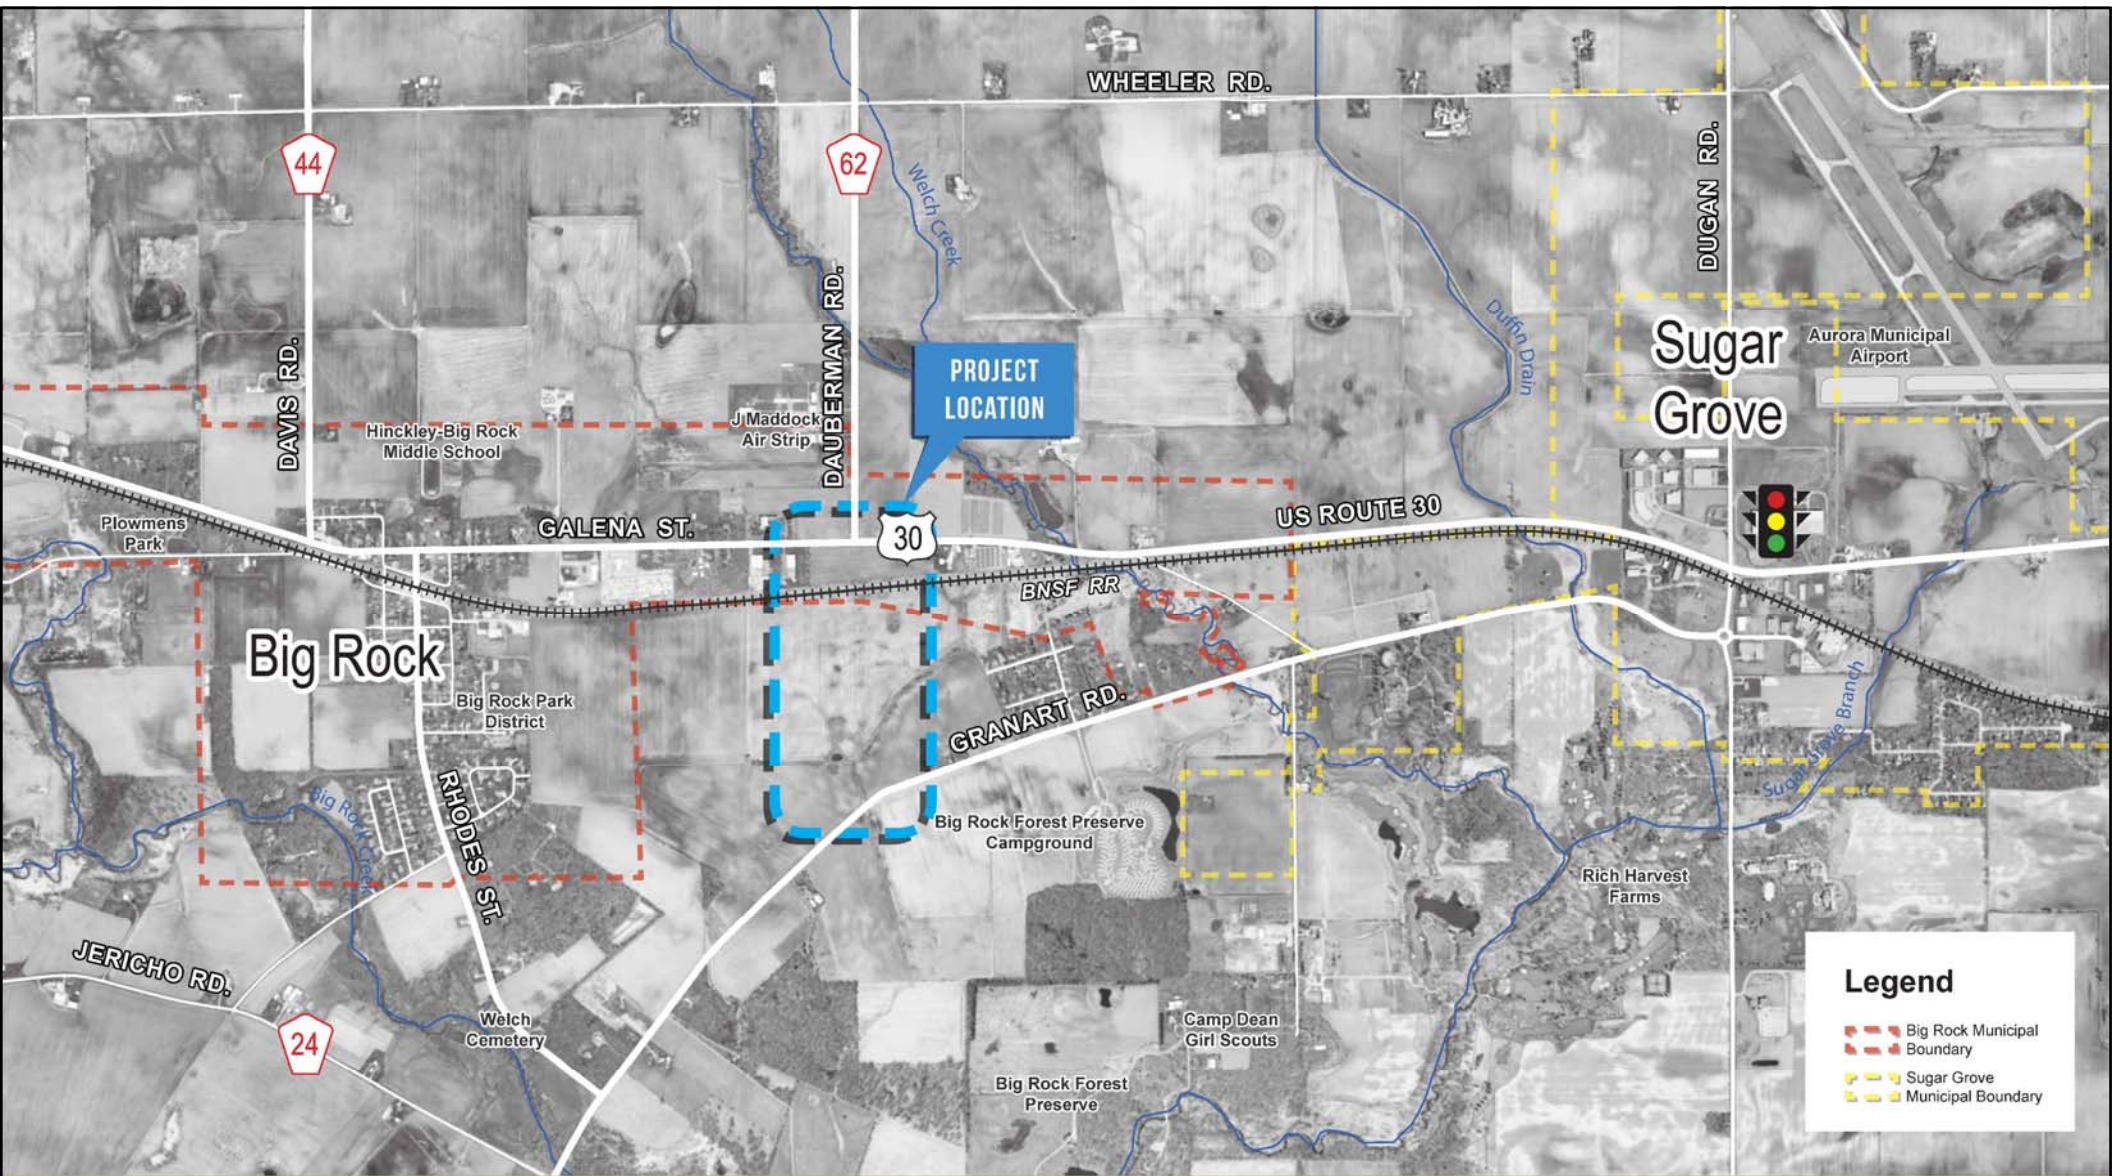 WHEELER RD.
44
62
Welch Creek
DUGAN RD.
DAUBERMAN RD.
Duffin Drain
Sugar
Grove
Aurora Municipal
Airport
DAVIS RD.
PROJECT
LOCATION
Hinckley-Big Rock
Middle School
J Maddock
Air Strip
Plowmens
Park
GALENA ST.
30
US ROUTE 30
BNSF RR
Big Rock
Big Rock Park
District
GRANART RD.
Sugar Grove Branch
RHODES ST.
Big Rock Creek
Big Rock Forest Preserve
Campground
Rich Harvest
Farms
JERICHO RD.
24
Welch
Cemetery
Camp Dean
Girl Scouts
Big Rock Forest
Preserve
Legend
Big Rock Municipal
Boundary
Sugar Grove
Municipal Boundary